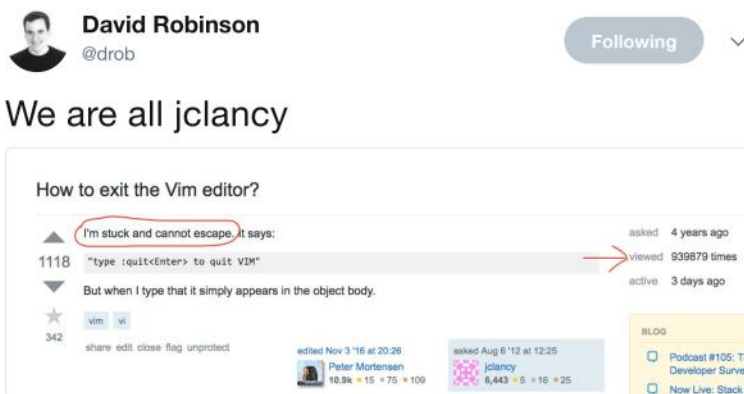 David Robinson
@drob
Following
We are all jclancy
How to exit the Vim editor?
I'm stuck and cannot escape. It says:
1118
"type :quit<Enter> to quit VIM"
But when I type that it simply appears in the object body.
342
vim vi
share edit close flag unprotect
edited Nov 3 '16 at 20:26
Peter Mortensen
10.9k 15 75 109
asked Aug 6 '12 at 12:25
jclancy
6,443 5 16 25
asked 4 years ago
viewed 939879 times
active 3 days ago
BLOG
Podcast #105:
Developer
Now Live: Stack